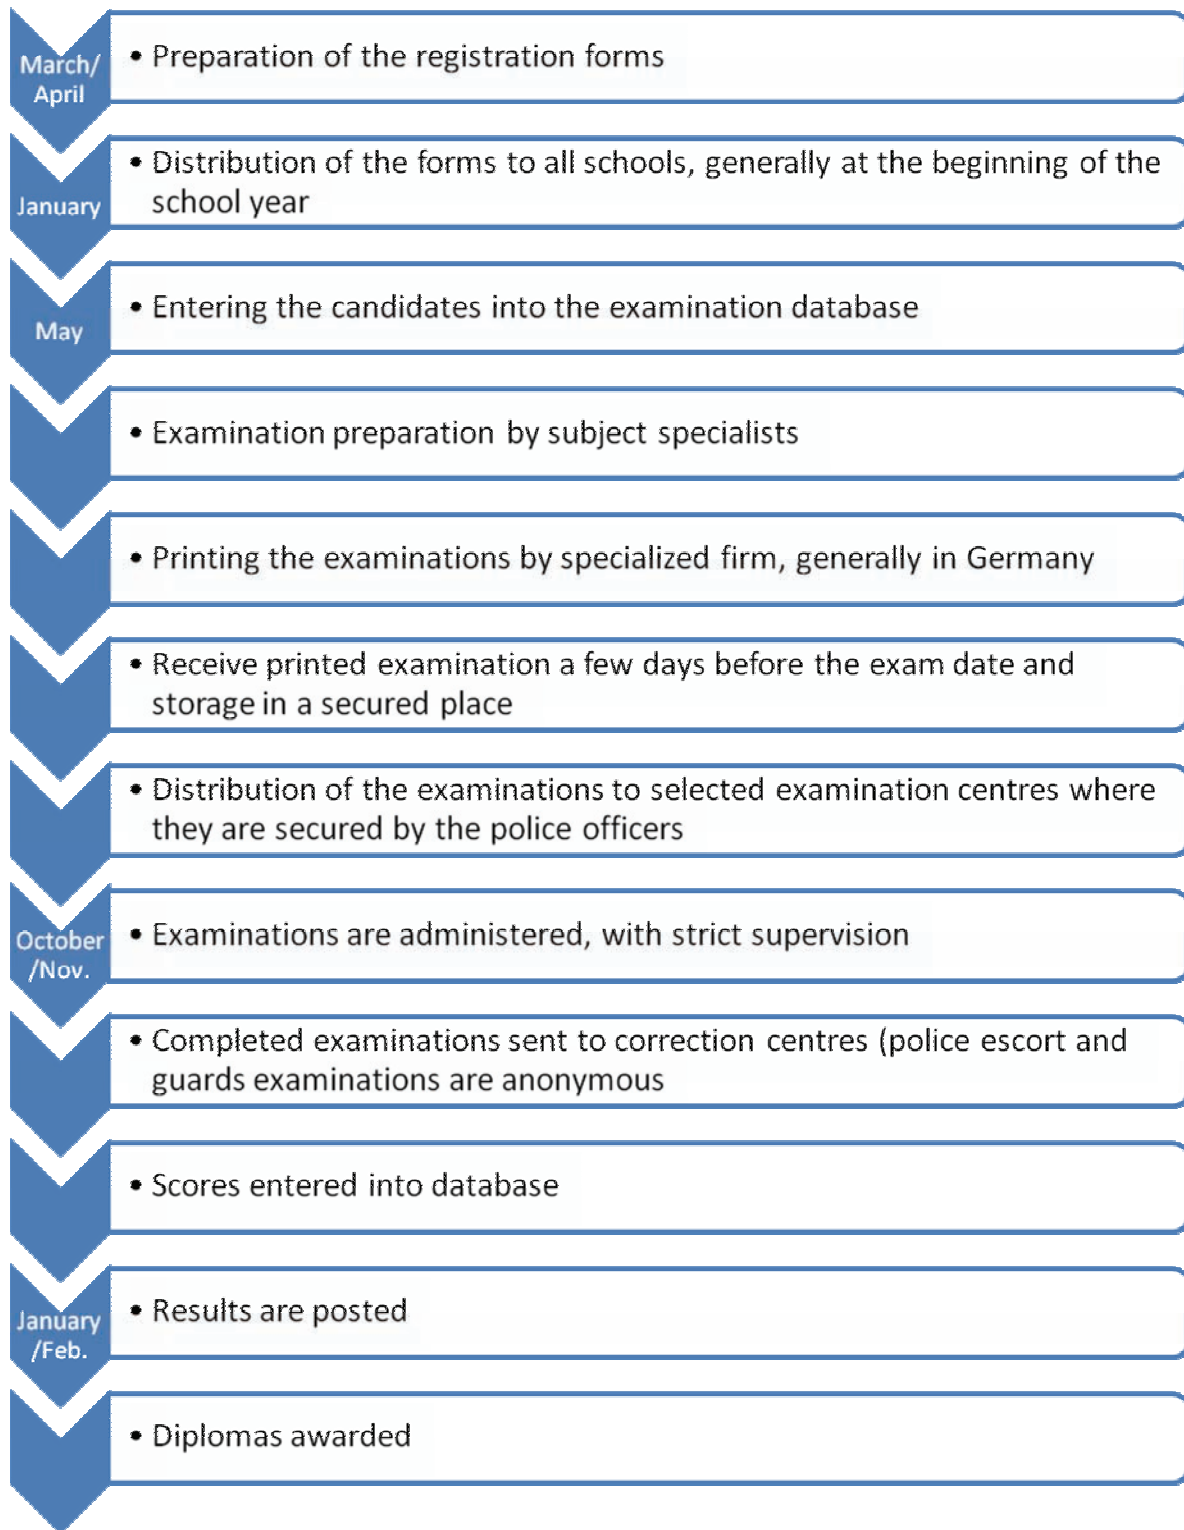 March/
April
• Preparation of the registration forms
January
• Distribution of the forms to all schools, generally at the beginning of the
school year
May
• Entering the candidates into the examination database
• Examination preparation by subject specialists
• Printing the examinations by specialized firm, generally in Germany
• Receive printed examination a few days before the exam date and
storage in a secured place
• Distribution of the examinations to selected examination centres where
they are secured by the police officers
October
/Nov.
• Examinations are administered, with strict supervision
• Completed examinations sent to correction centres (police escort and
guards examinations are anonymous
• Scores entered into database
January
/Feb.
• Results are posted
• Diplomas awarded